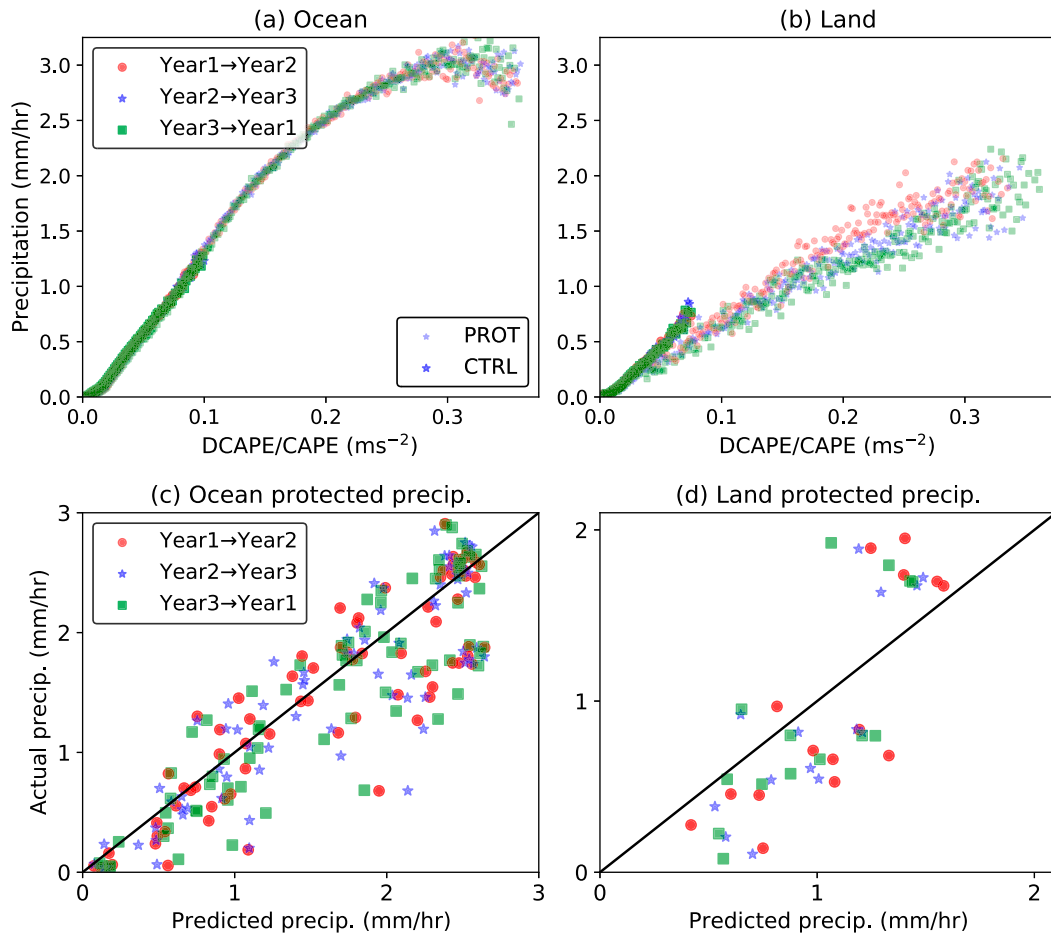 (a) Ocean
(b) Land
Precipitation (mm/hr)
3.0
2.5
2.0
1.5
1.0
0.5
0.0
Year1→Year2
Year2→Year3
Year3→Year1
PROT
CTRL
0.0 0.1 0.2 0.3
DCAPE/CAPE (ms⁻²)
3.0
2.5
2.0
1.5
1.0
0.5
0.0
0.0 0.1 0.2 0.3
DCAPE/CAPE (ms⁻²)
(c) Ocean protected precip.
(d) Land protected precip.
Actual precip. (mm/hr)
3
2
1
0
Year1→Year2
Year2→Year3
Year3→Year1
0 1 2 3
Predicted precip. (mm/hr)
2
1
0
0 1 2
Predicted precip. (mm/hr)